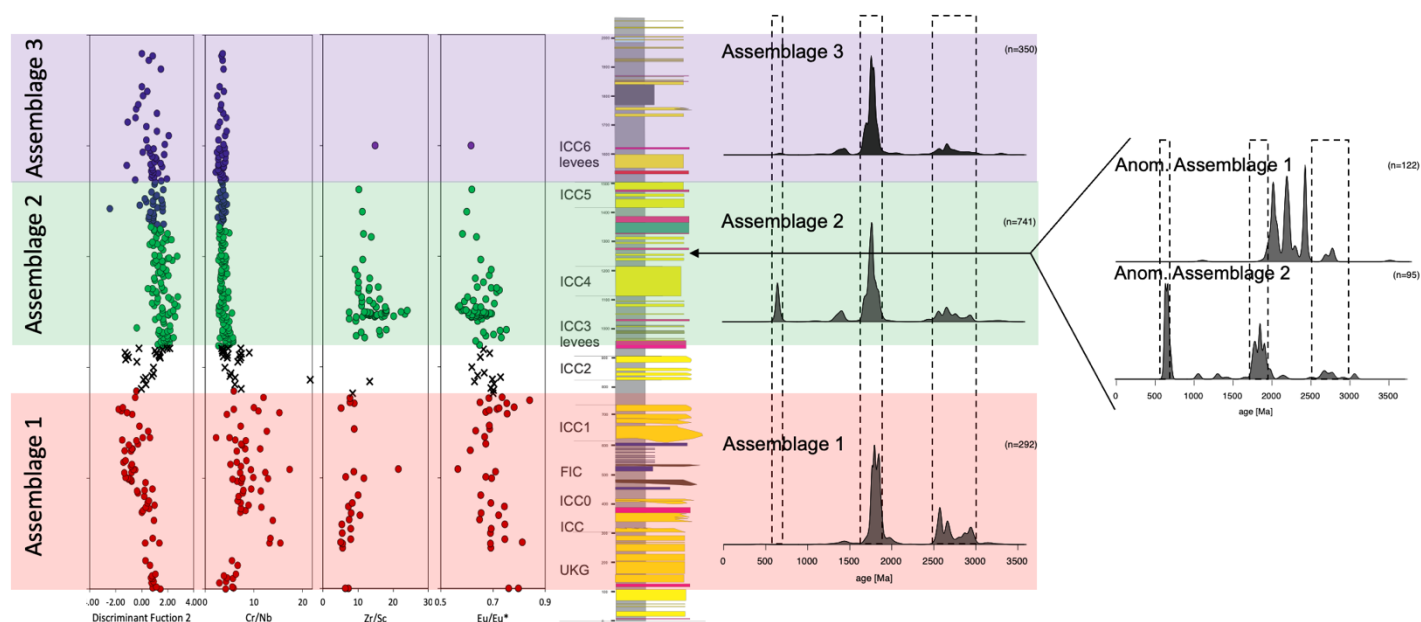 Assemblage 3
Assemblage 2
Assemblage 1
ICC6
levees
ICC5
ICC4
ICC3
levees
ICC2
ICC1
FIC
ICC0
ICC
UKG
Assemblage 3
(n=350)
Assemblage 2
(n=741)
Assemblage 1
(n=292)
Anom. Assemblage 1
(n=122)
Anom. Assemblage 2
(n=95)
0 500 1000 1500 2000 2500 3000 3500
age [Ma]
0 500 1000 1500 2000 2500 3000 3500
age [Ma]
.00 -2.00 0.00 2.00 4.00
Discriminant Fuction 2
0 10 20
Cr/Nb
0 10 20 30
Zr/Sc
0.5 0.7 0.9
Eu/Eu*